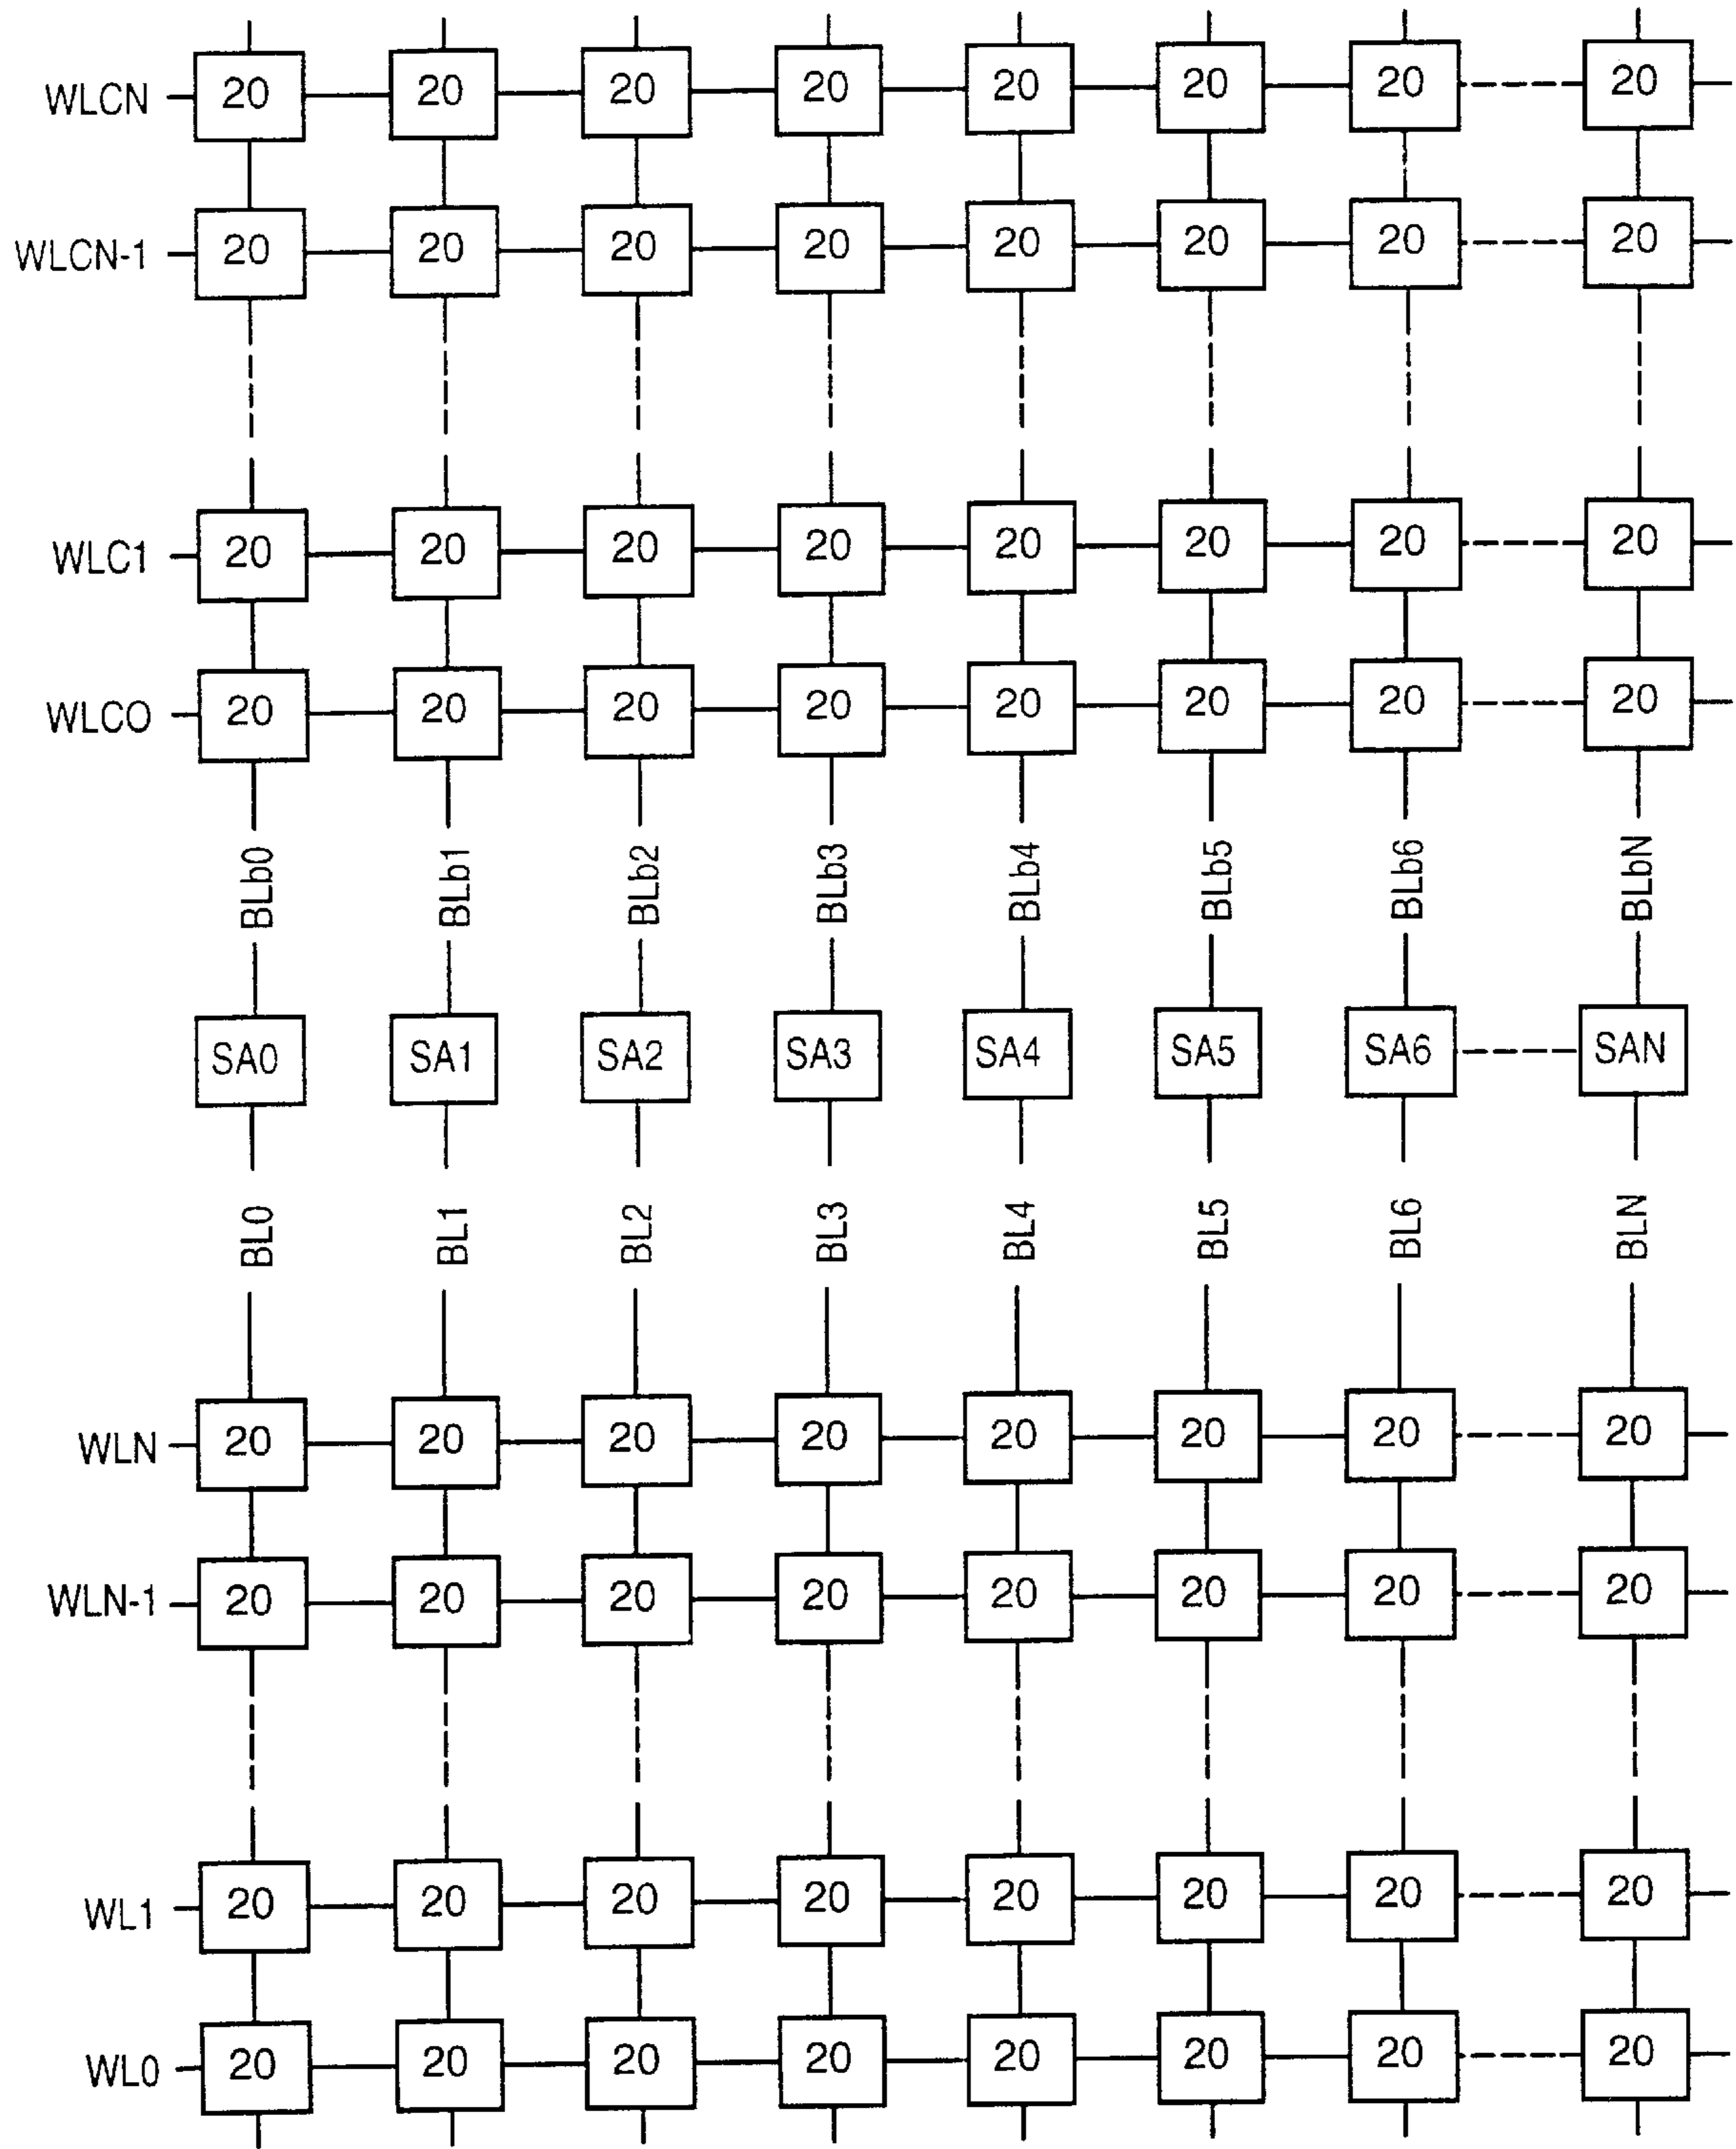 WLCN 20 20 20 20 20 20 20 20
WLCN-1 20 20 20 20 20 20 20 20
WLC1 20 20 20 20 20 20 20 20
WLCO 20 20 20 20 20 20 20 20
BLb0 BLb1 BLb2 BLb3 BLb4 BLb5 BLb6 BLbN
SA0 SA1 SA2 SA3 SA4 SA5 SA6 SAN
BL0 BL1 BL2 BL3 BL4 BL5 BL6 BLN
WLN 20 20 20 20 20 20 20 20
WLN-1 20 20 20 20 20 20 20 20
WL1 20 20 20 20 20 20 20 20
WL0 20 20 20 20 20 20 20 20